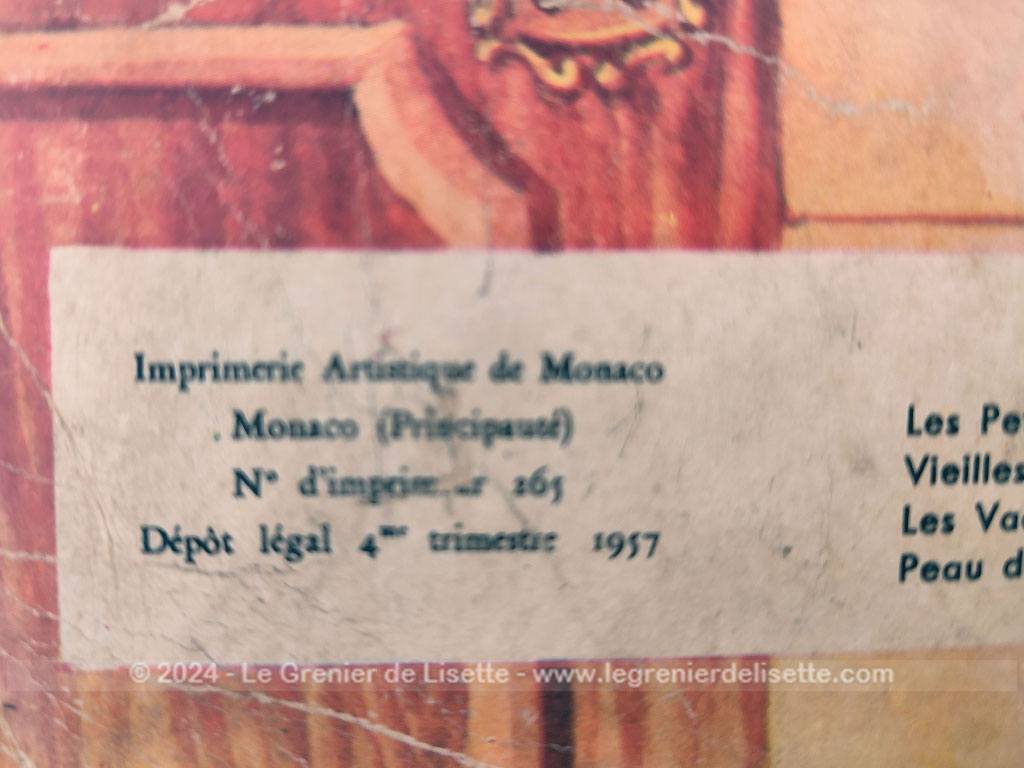 Imprimerie Artistique de Monaco
Monaco (Principauté)
N° d'imprimeur 265
Dépôt légal 4me trimestre 1957
Les Pe
Vieilles
Les Va
Peau d
© 2024 - Le Grenier de Lisette - www.legrenierdelisette.com